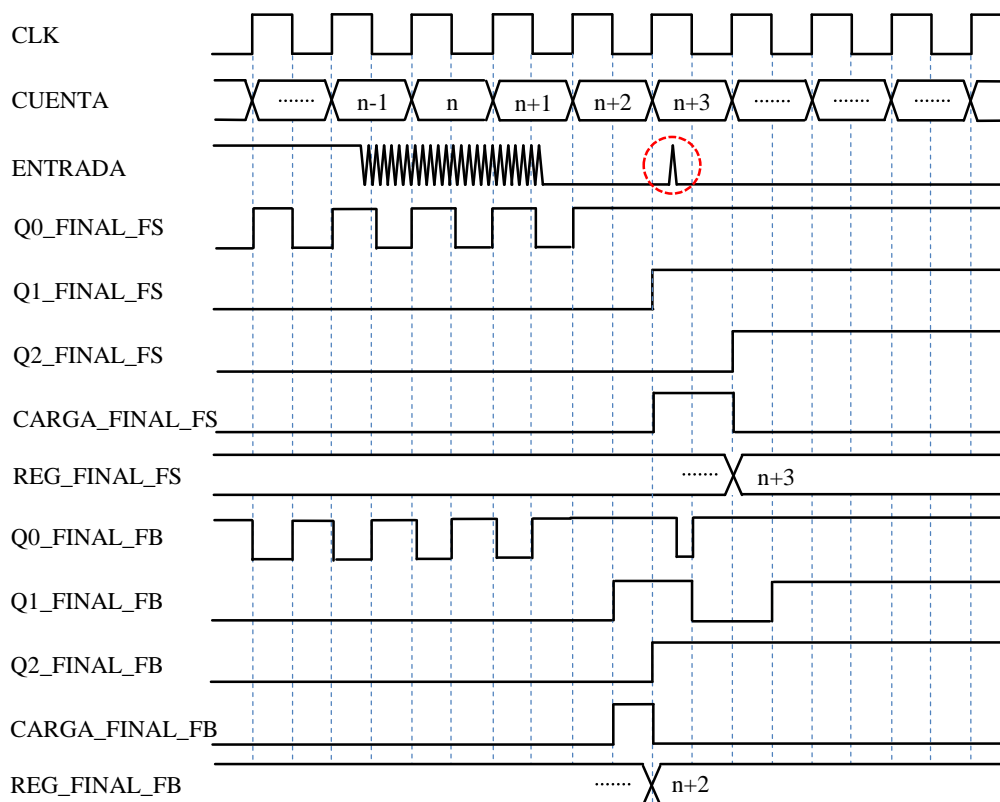 CLK
CUENTA ........ n-1 n n+1 n+2 n+3 ........ ........ ........
ENTRADA
Q0_FINAL_FS
Q1_FINAL_FS
Q2_FINAL_FS
CARGA_FINAL_FS
REG_FINAL_FS ........ n+3
Q0_FINAL_FB
Q1_FINAL_FB
Q2_FINAL_FB
CARGA_FINAL_FB
REG_FINAL_FB ........ n+2